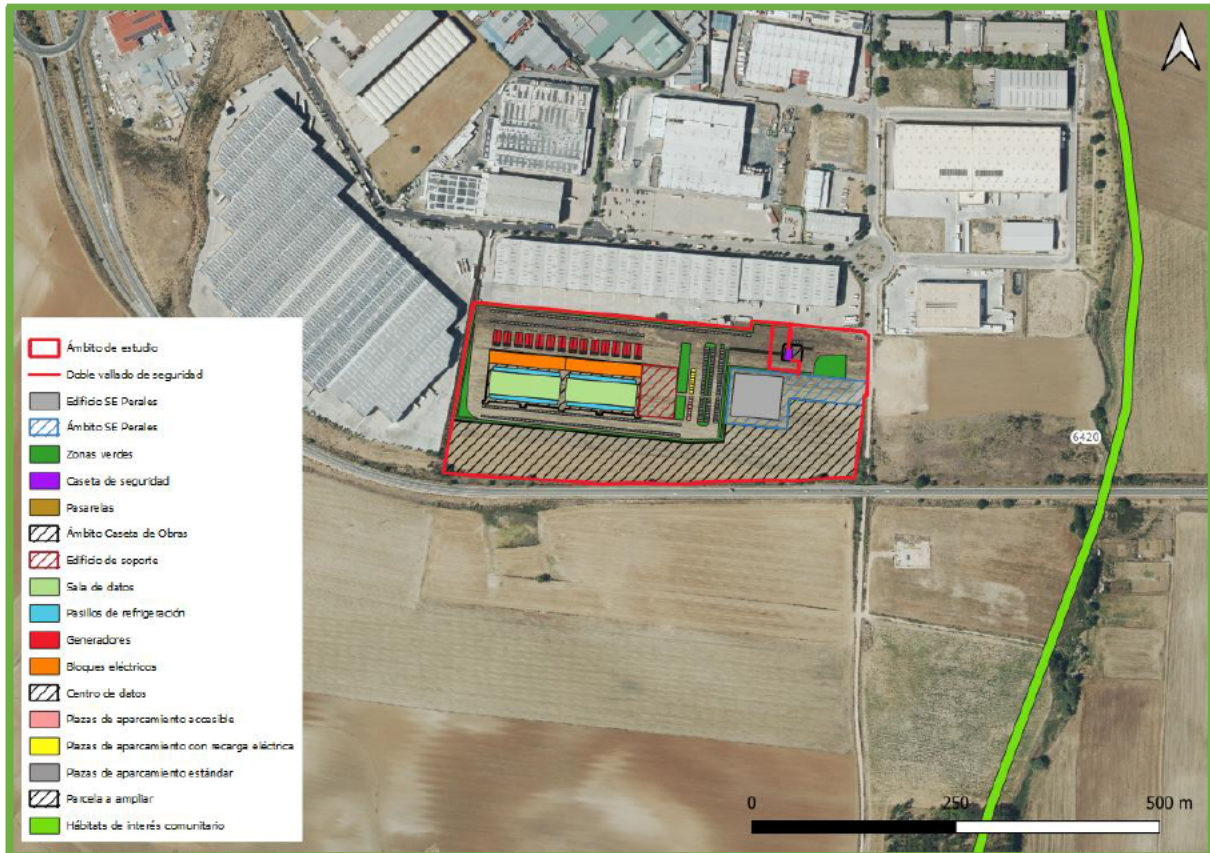 Ámbito de estudio
Doble vallado de seguridad
Edificio SE Perales
Ámbito SE Perales
Zonas verdes
Caseta de seguridad
Pasarelas
Ámbito Caseta de Obras
Edificio de soporte
Sala de datos
Pasillos de refrigeración
Generadores
Bloques eléctricos
Centro de datos
Plazas de aparcamiento accesible
Plazas de aparcamiento con recarga eléctrica
Plazas de aparcamiento estándar
Parcela a ampliar
Hábitats de interés comunitario
6420
0 250 500 m